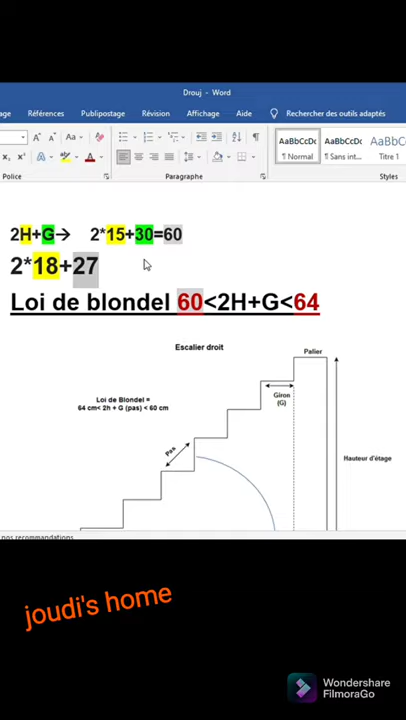 Drouj - Word
Références Publipostage Révision Affichage Aide Rechercher des outils adaptés
AaBbCcDc AaBbCcDc AaBbC
¶ Normal ¶ Sans int... Titre 1
Police Paragraphe Styles
2H+G→ 2*15+30=60
2*18+27
Loi de blondel 60<2H+G<64
Escalier droit
Palier
Loi de Blondel =
64 cm< 2h + G (pas) < 60 cm
Giron
(G)
Pas
Hauteur d'étage
nos recommandations
joudi's home
Wondershare
FilmoraGo